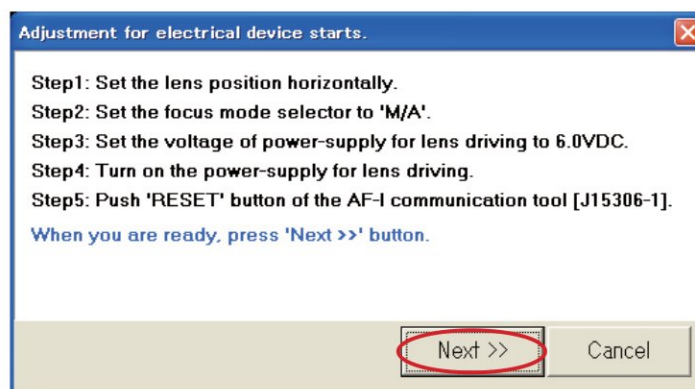 Adjustment for electrical device starts.
Step1: Set the lens position horizontally.
Step2: Set the focus mode selector to 'M/A'.
Step3: Set the voltage of power-supply for lens driving to 6.0VDC.
Step4: Turn on the power-supply for lens driving.
Step5: Push 'RESET' button of the AF-I communication tool [J15306-1].
When you are ready, press 'Next >>' button.
Next >> Cancel